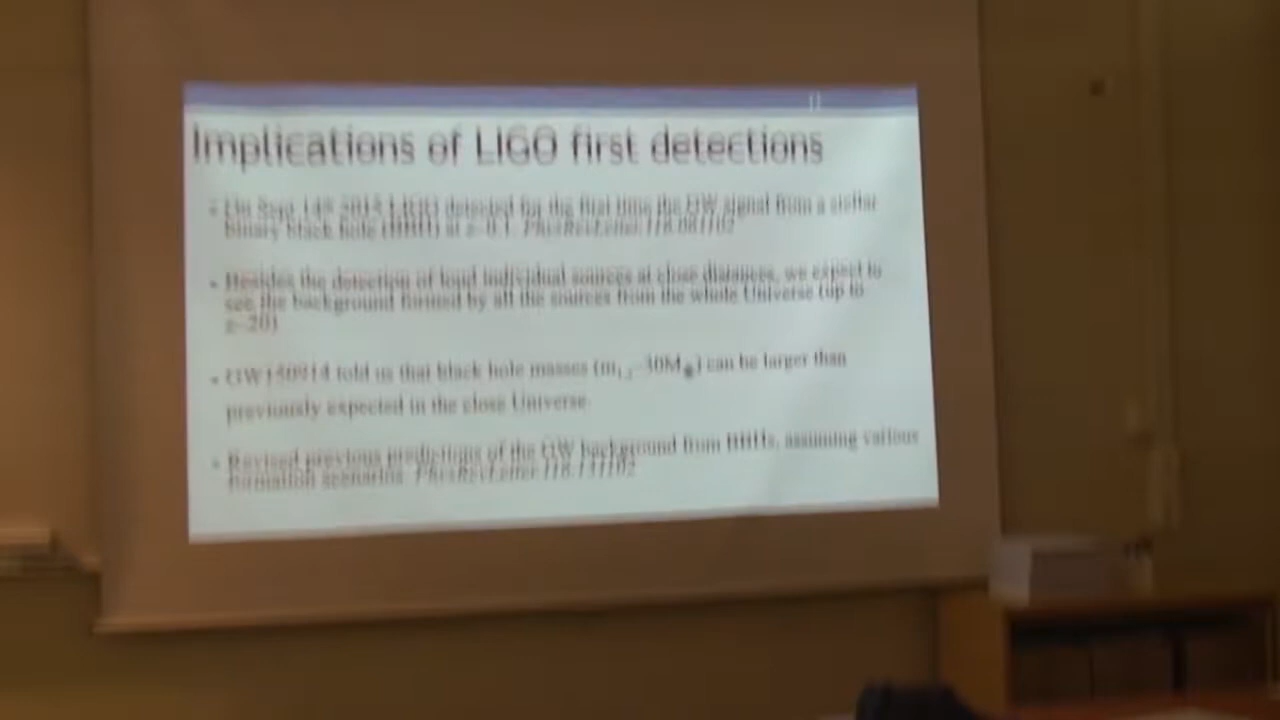 11
Implications of LIGO first detections
On Sept 14th 2015 LIGO detected for the first time the GW signal from a stellar
binary black hole (BBH) at z~0.1. PhysRevLetter.116.061102
Besides the detection of loud individual sources at close distances, we expect to
see the background formed by all the sources from the whole Universe (up to
z~20)
GW150914 told us that black hole masses (m1,2~30M⊙) can be larger than
previously expected in the close Universe.
Revised previous predictions of the GW background from BBHs, assuming various
formation scenarios PhysRevLetter.116.131102